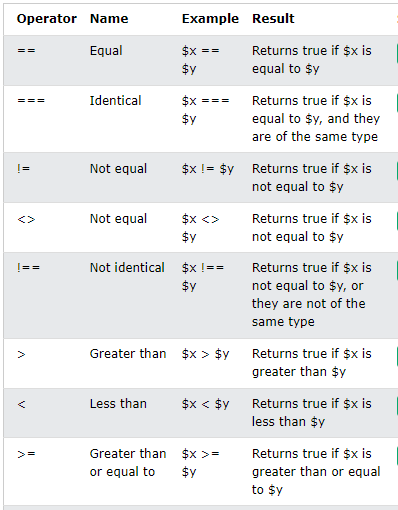 Operator Name Example Result
== Equal $x == Returns true if $x is
$y equal to $y
=== Identical $x === Returns true if $x is
$y equal to $y, and they
are of the same type
!= Not equal $x != $y Returns true if $x is
not equal to $y
<> Not equal $x <> Returns true if $x is
$y not equal to $y
!== Not identical $x !== Returns true if $x is
$y not equal to $y, or
they are not of the
same type
> Greater than $x > $y Returns true if $x is
greater than $y
< Less than $x < $y Returns true if $x is
less than $y
>= Greater than $x >= Returns true if $x is
or equal to $y greater than or equal
to $y